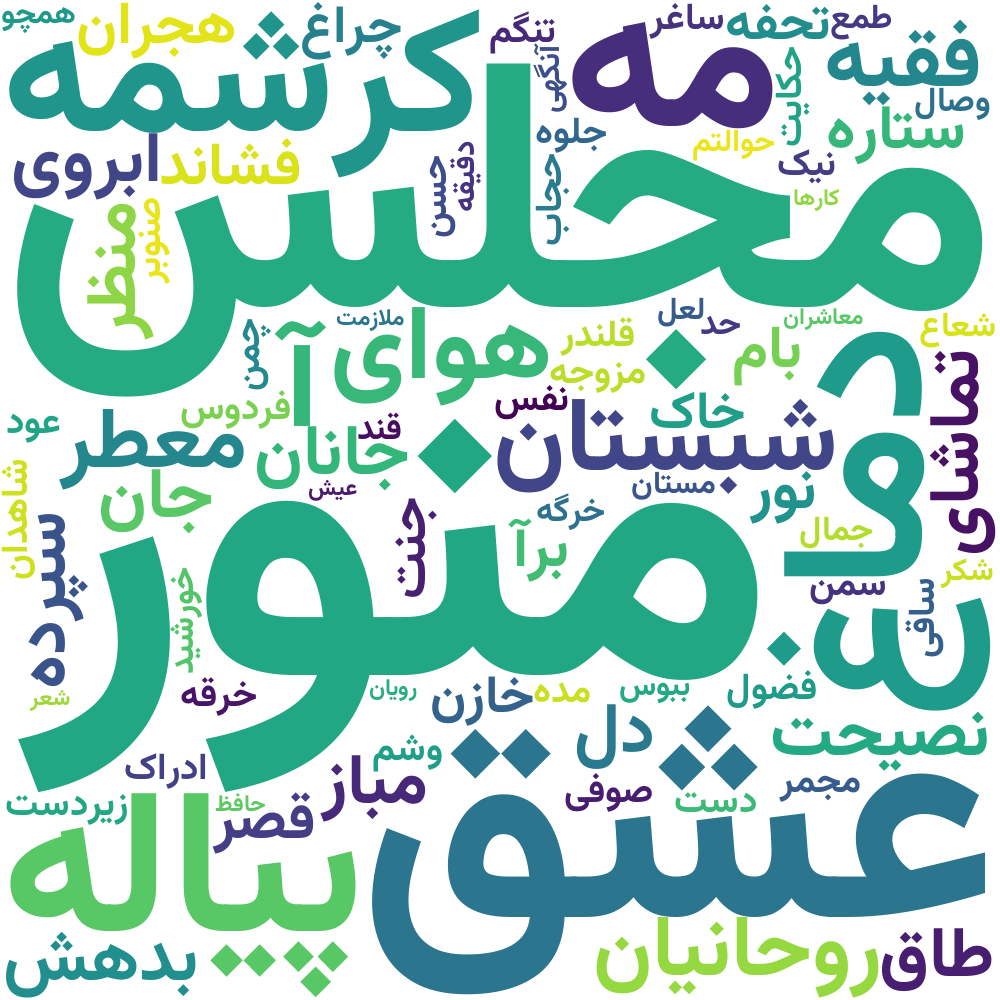 همچو
هجران
چراغ
تنگم
ساغر
تحفه
طمع
فقیه
کرشمه
مه
آنگهی
حکایت
وصال
ستاره
جلوه
حوالتم
نیک
کارها
ابروی
فشاند
حسن
دقیقه
حجاب
منظر
صنوبر
مجلس
ملازمت
لعل
حد
معاشران
شعاع
چمن
هوای
آ
قلندر
مزوجه
بام
دماغ
تماشای
فردوس
نفس
خاک
عود
معطر
جانان
قند
شبستان
جان
عیش
مستان
نور
شاهدان
سپرده
جنت
خرگه
برآ
جمال
شکر
سمن
ساقی
خورشید
منور
خرقه
شعر
رویان
خازن
مده
ببوس
فضول
نصیحت
دل
وشم
ادراک
مباز
صوفی
دست
مجمر
زیردست
حافظ
قصر
پیاله
عشق
بدهش
روحانیان
طاق